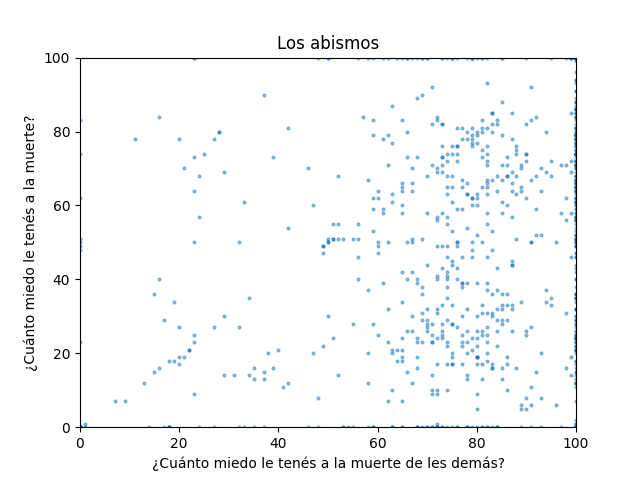 Los abismos
100
80
60
40
20
0
¿Cuánto miedo le tenés a la muerte?
0 20 40 60 80 100
¿Cuánto miedo le tenés a la muerte de les demás?